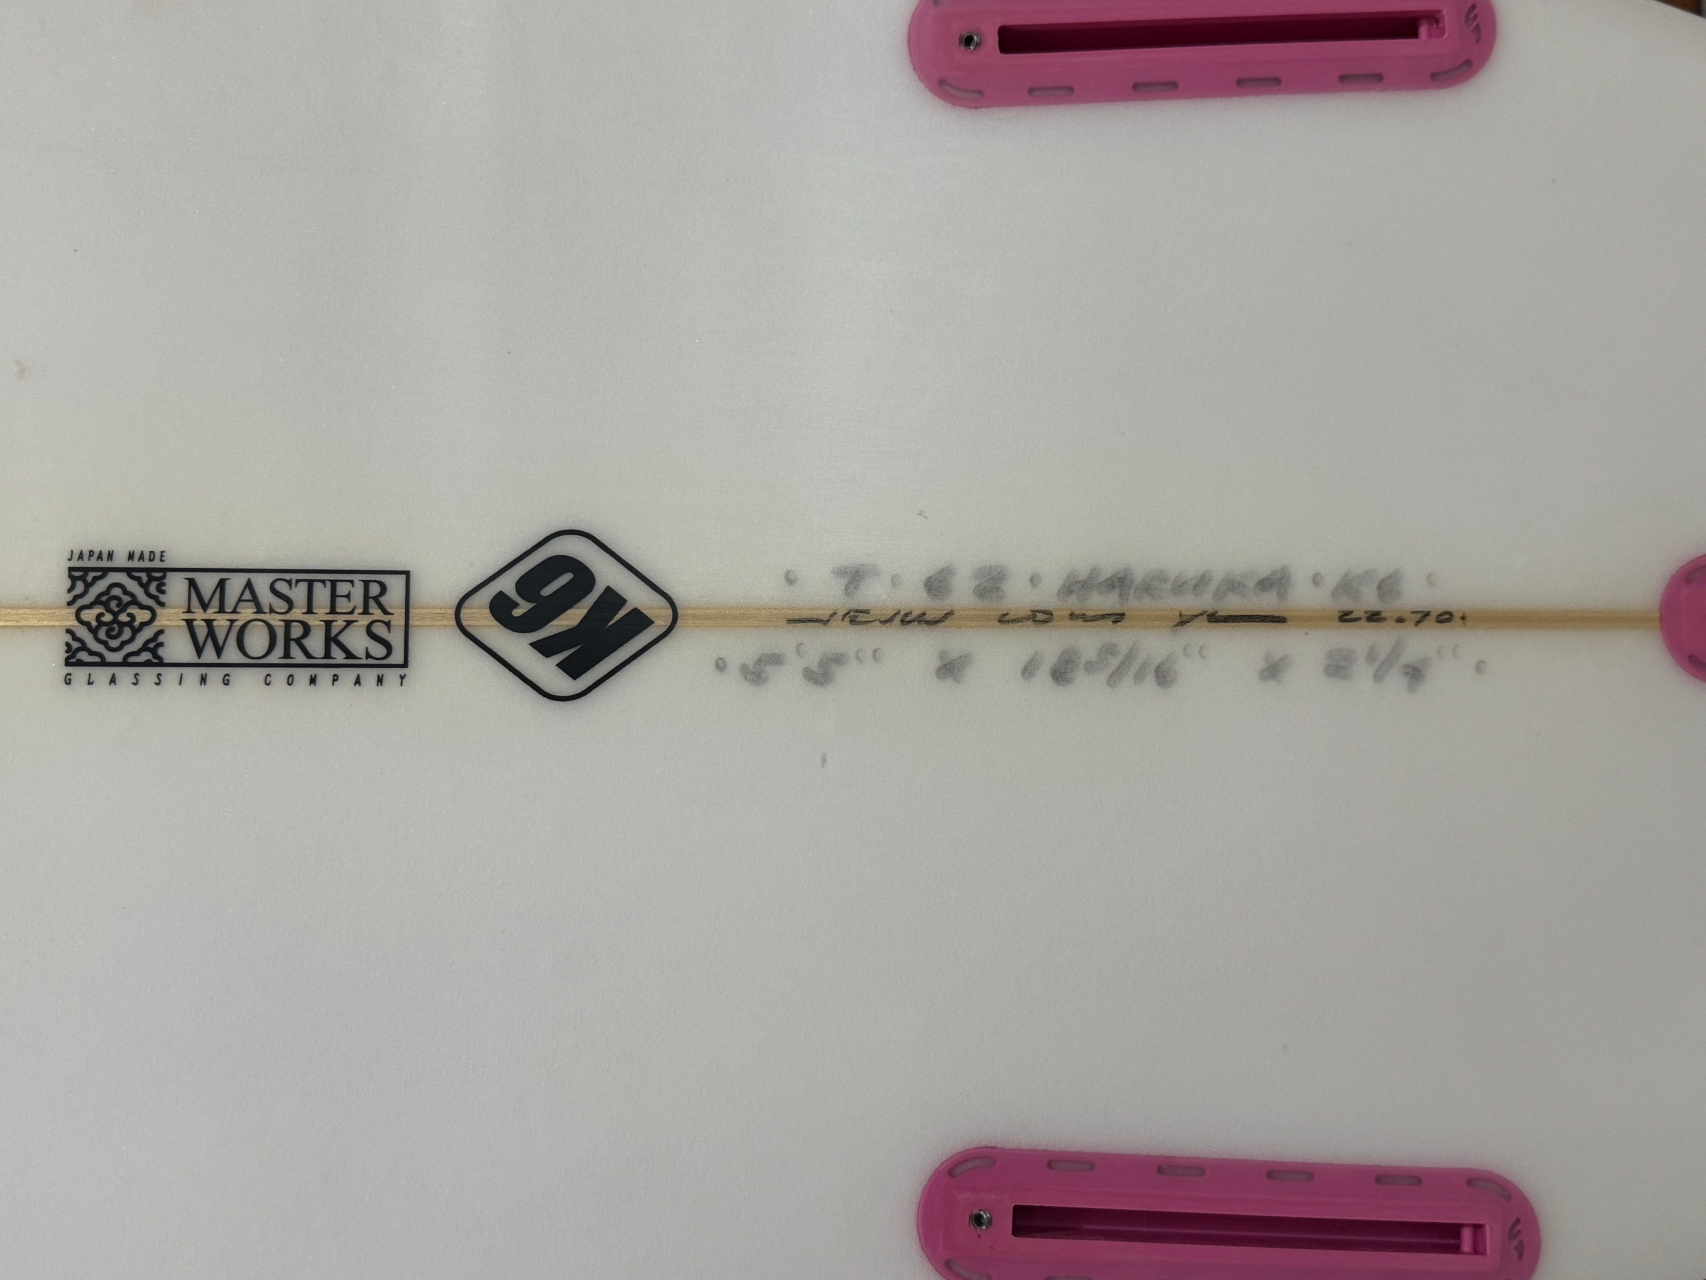 JAPAN MADE
MASTER
WORKS
GLASSING COMPANY
K9
• T • 62 • HARUKA • K6 •
22.70.
• 5'5" X 18 5/16" X 2 1/4" •